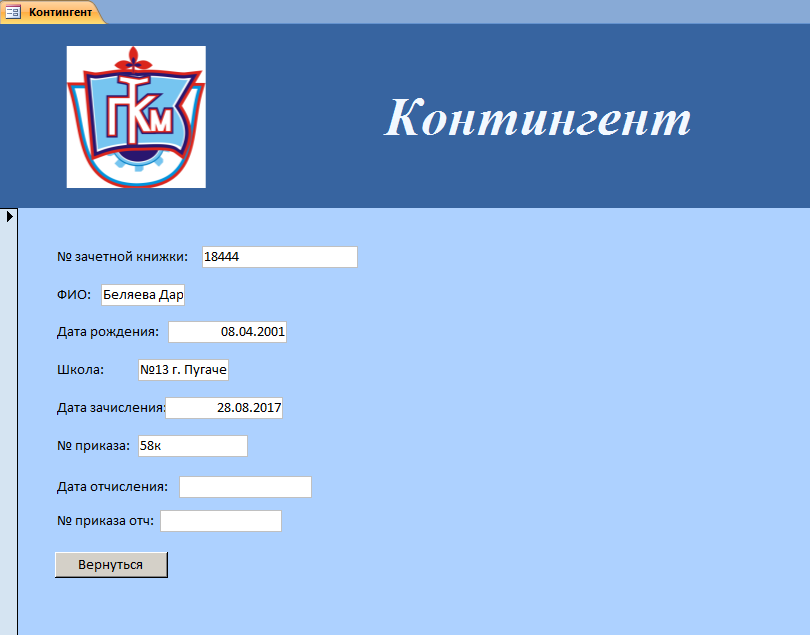 Контингент
ГТКМ
Контингент
№ зачетной книжки: 18444
ФИО: Беляева Дар
Дата рождения: 08.04.2001
Школа: №13 г. Пугаче
Дата зачисления: 28.08.2017
№ приказа: 58к
Дата отчисления:
№ приказа отч:
Вернуться